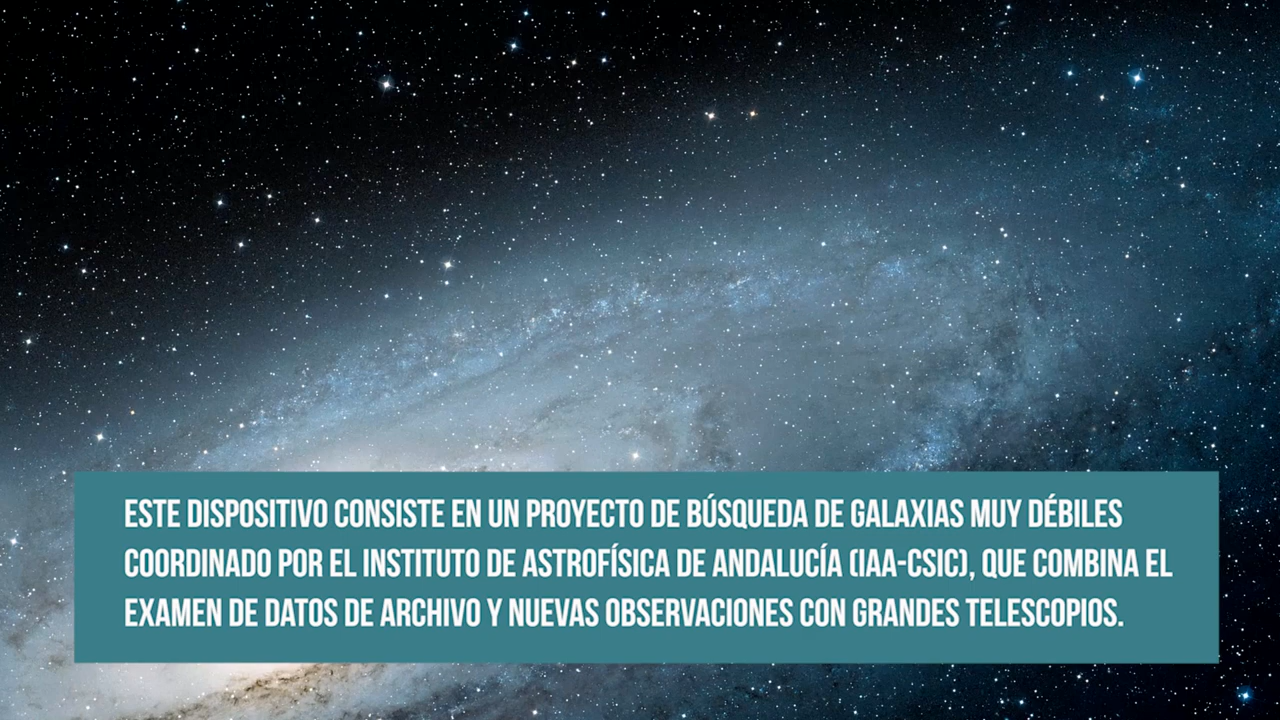 ESTE DISPOSITIVO CONSISTE EN UN PROYECTO DE BÚSQUEDA DE GALAXIAS MUY DÉBILES
COORDINADO POR EL INSTITUTO DE ASTROFÍSICA DE ANDALUCÍA (IAA-CSIC), QUE COMBINA EL
EXAMEN DE DATOS DE ARCHIVO Y NUEVAS OBSERVACIONES CON GRANDES TELESCOPIOS.